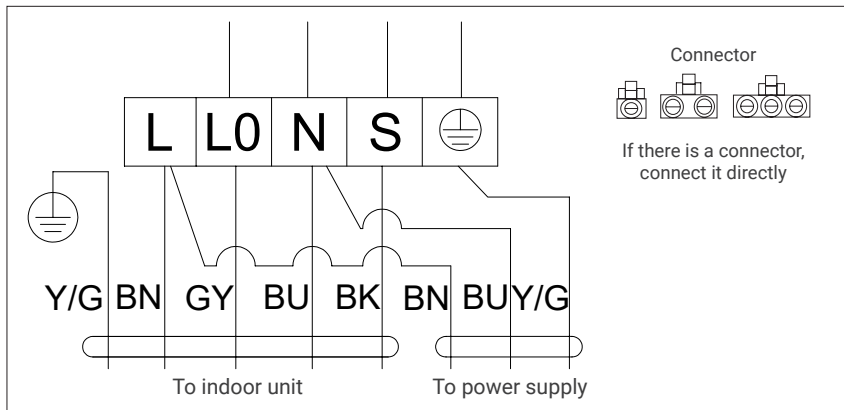 Connector
L L0 N S
If there is a connector,
connect it directly
Y/G BN GY BU BK BN BU Y/G
To indoor unit To power supply